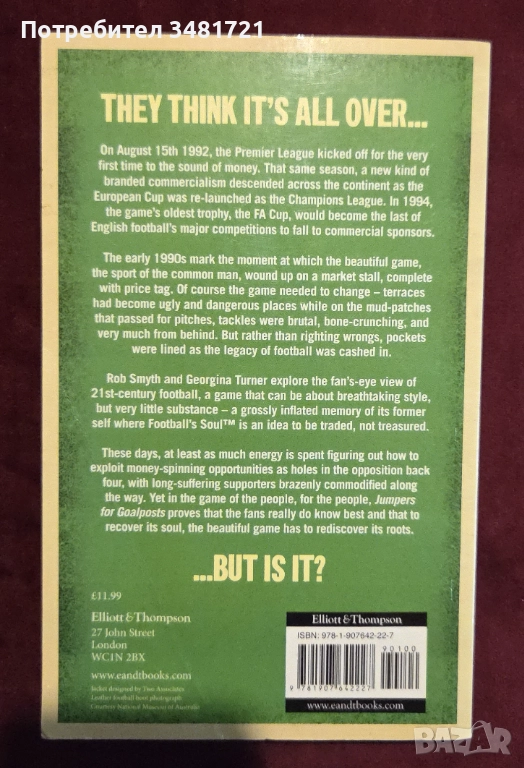 Потребител 3481721
THEY THINK IT'S ALL OVER...
On August 15th 1992, the Premier League kicked off for the very
first time to the sound of money. That same season, a new kind of
branded commercialism descended across the continent as the
European Cup was re-launched as the Champions League. In 1994,
the game's oldest trophy, the FA Cup, would become the last of
English football's major competitions to fall to commercial sponsors.
The early 1990s mark the moment at which the beautiful game,
the sport of the common man, wound up on a market stall, complete
with price tag. Of course the game needed to change – terraces
had become ugly and dangerous places while on the mud-patches
that passed for pitches, tackles were brutal, bone-crunching, and
very much from behind. But rather than righting wrongs, pockets
were lined as the legacy of football was cashed in.
Rob Smyth and Georgina Turner explore the fan's-eye view of
21st-century football, a game that can be about breathtaking style,
but very little substance – a grossly inflated memory of its former
self where Football's Soul™ is an idea to be traded, not treasured.
These days, at least as much energy is spent figuring out how to
exploit money-spinning opportunities as holes in the opposition back
four, with long-suffering supporters brazenly commodified along
the way. Yet in the game of the people, for the people, Jumpers
for Goalposts proves that the fans really do know best and that to
recover its soul, the beautiful game has to rediscover its roots.
...BUT IS IT?
£11.99
Elliott & Thompson
27 John Street
London
WC1N 2BX
www.eandtbooks.com
Jacket designed by Two Associates
Leather football boot photograph
Courtesy National Museum of Australia
Elliott & Thompson
ISBN: 978-1-907642-22-7
90100
9 781907 642227
www.eandtbooks.com
BAZAR